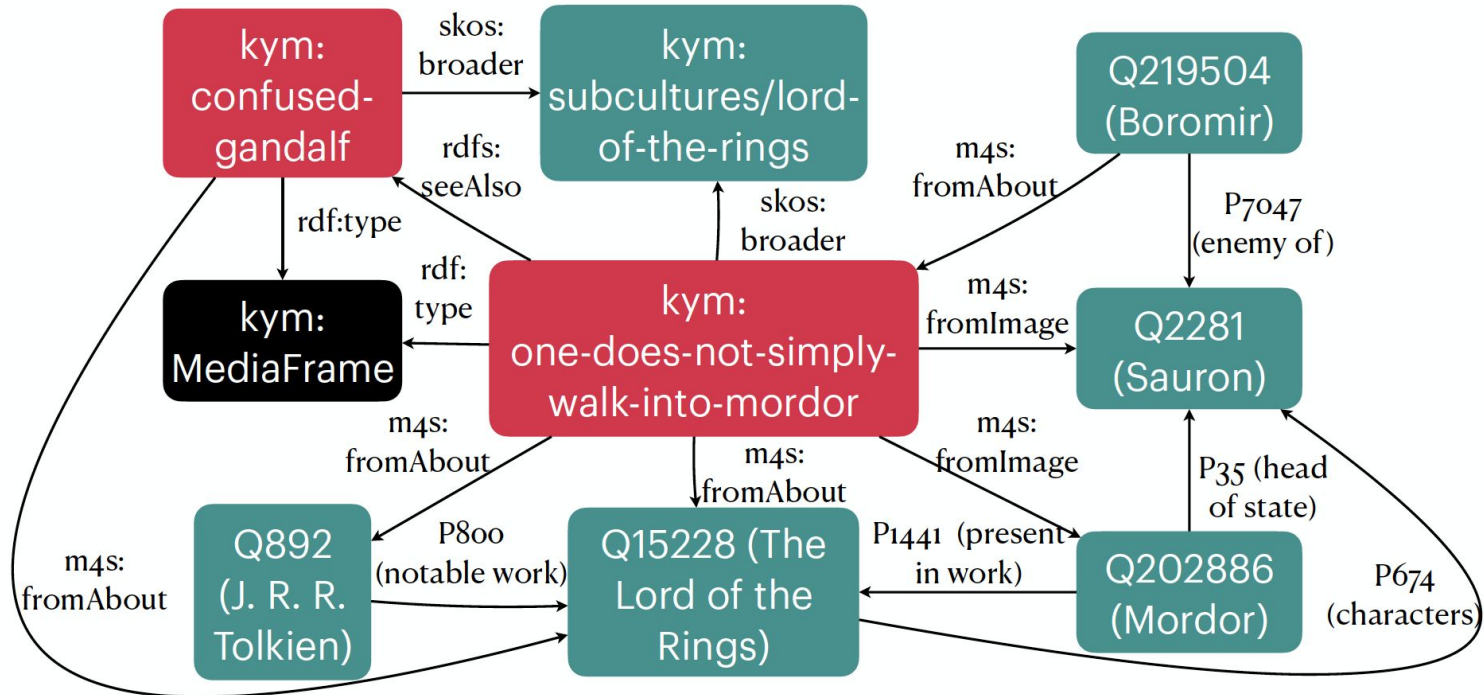 kym:
confused-
gandalf
skos:
broader
kym:
subcultures/lord-
of-the-rings
Q219504
(Boromir)
rdfs:
seeAlso
m4s:
fromAbout
rdf:type
skos:
broader
P7047
(enemy of)
kym:
MediaFrame
rdf:
type
kym:
one-does-not-simply-
walk-into-mordor
m4s:
fromImage
Q2281
(Sauron)
m4s:
fromAbout
m4s:
fromAbout
m4s:
fromImage
P35 (head
of state)
m4s:
fromAbout
Q892
(J. R. R.
Tolkien)
P800
(notable work)
Q15228 (The
Lord of the
Rings)
P1441 (present
in work)
Q202886
(Mordor)
P674
(characters)